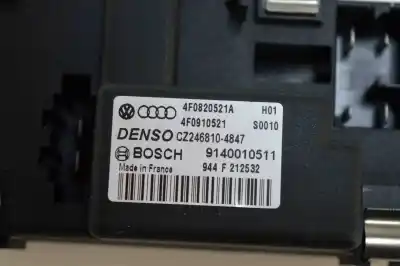 4F0820521A H01
4F0910521 S0010
DENSO CZ246810-4847
BOSCH 9140010511
Made in France 944 F 212532